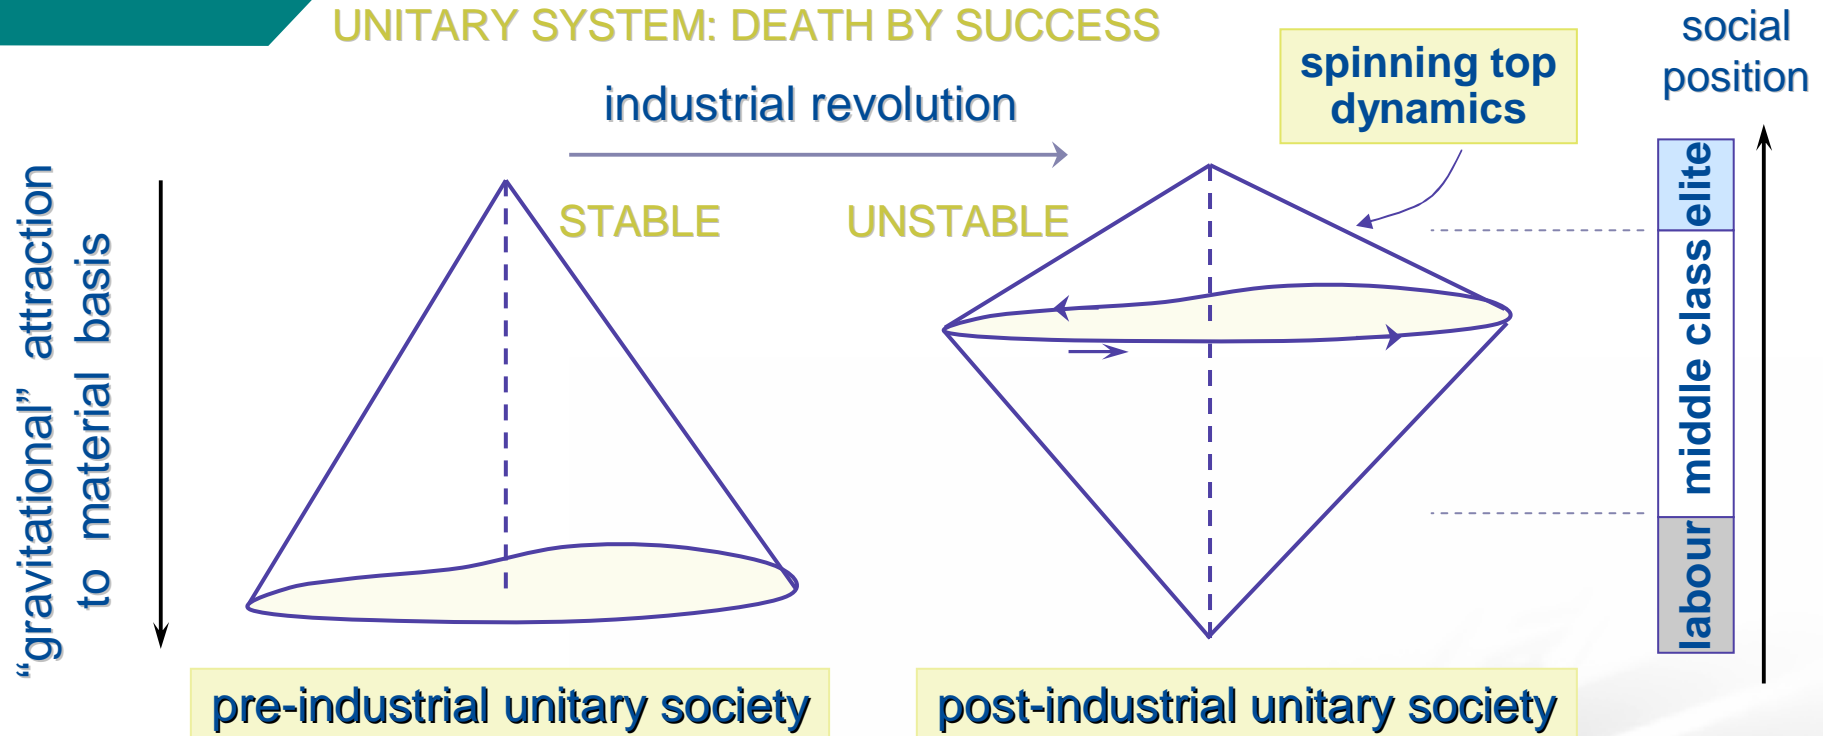 UNITARY SYSTEM: DEATH BY SUCCESS
social
position
spinning top
dynamics
industrial revolution
STABLE
UNSTABLE
“gravitational” attraction
to material basis
elite
middle class
labour
pre-industrial unitary society
post-industrial unitary society